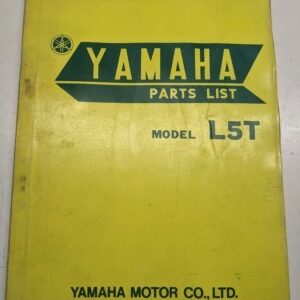 YAMAHA
PARTS LIST
MODEL L5T
YAMAHA MOTOR CO., LTD.